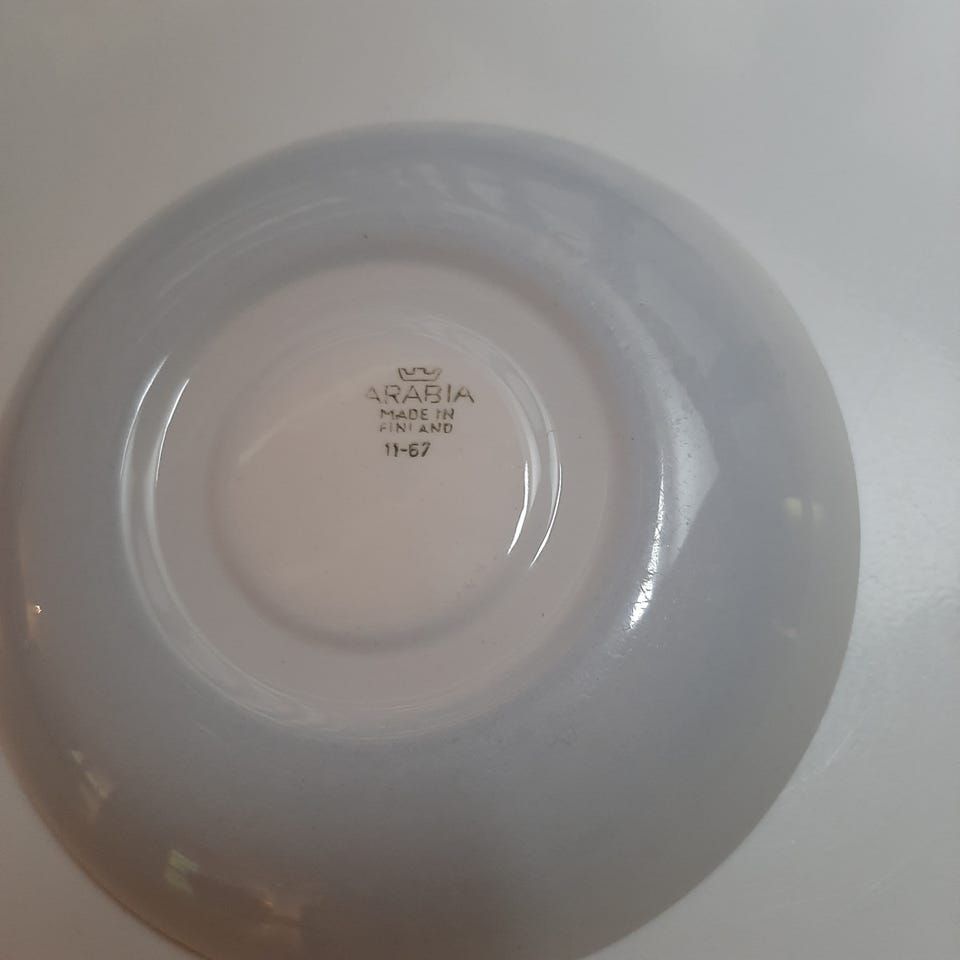 ARABIA
MADE IN
FINLAND
11-67